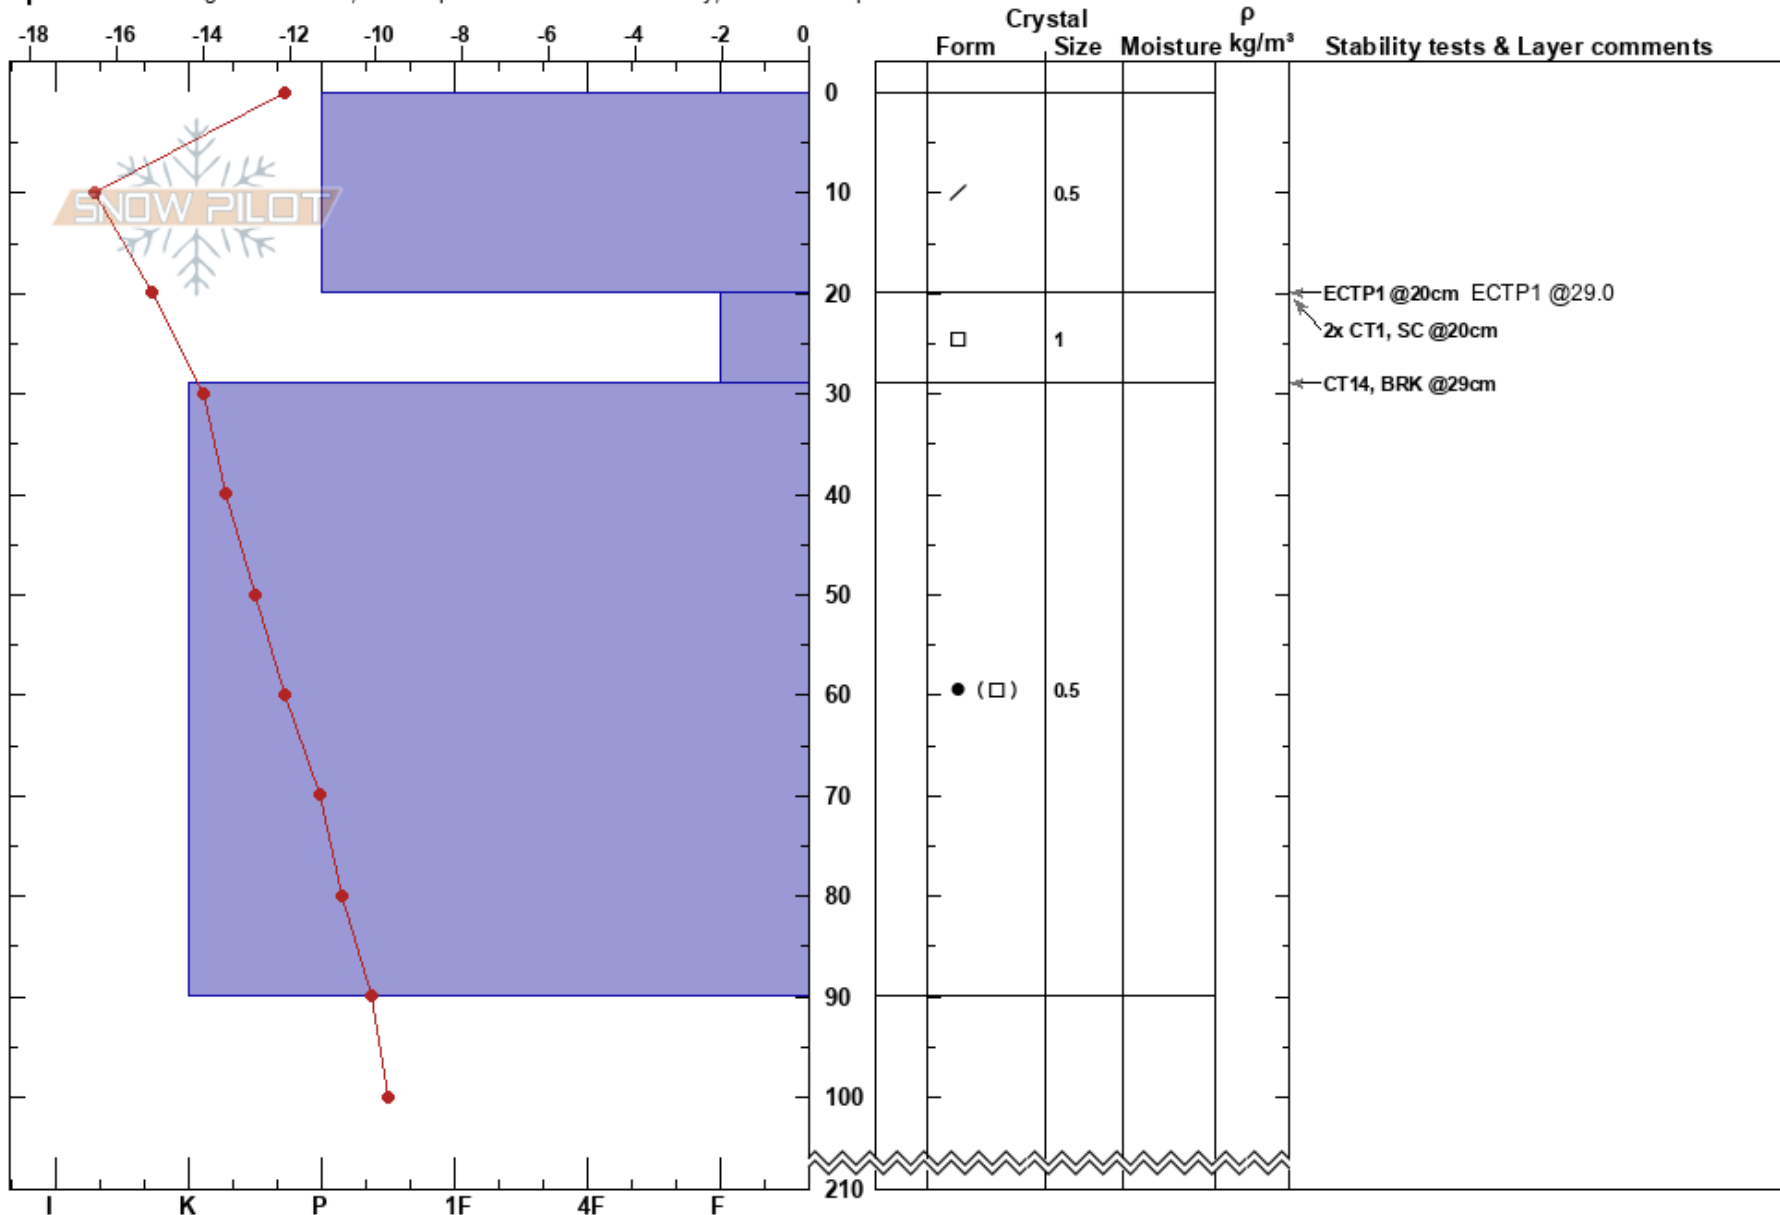 -18 -16 -14 -12 -10 -8 -6 -4 -2 0
Crystal
ρ
Form Size Moisture kg/m³ Stability tests & Layer comments
SNOW PILOT
0
10
0.5
20
ECTP1 @20cm ECTP1 @29.0
2x CT1, SC @20cm
1
CT14, BRK @29cm
30
40
50
60
0.5
70
80
90
100
210
I K P 1F 4F F